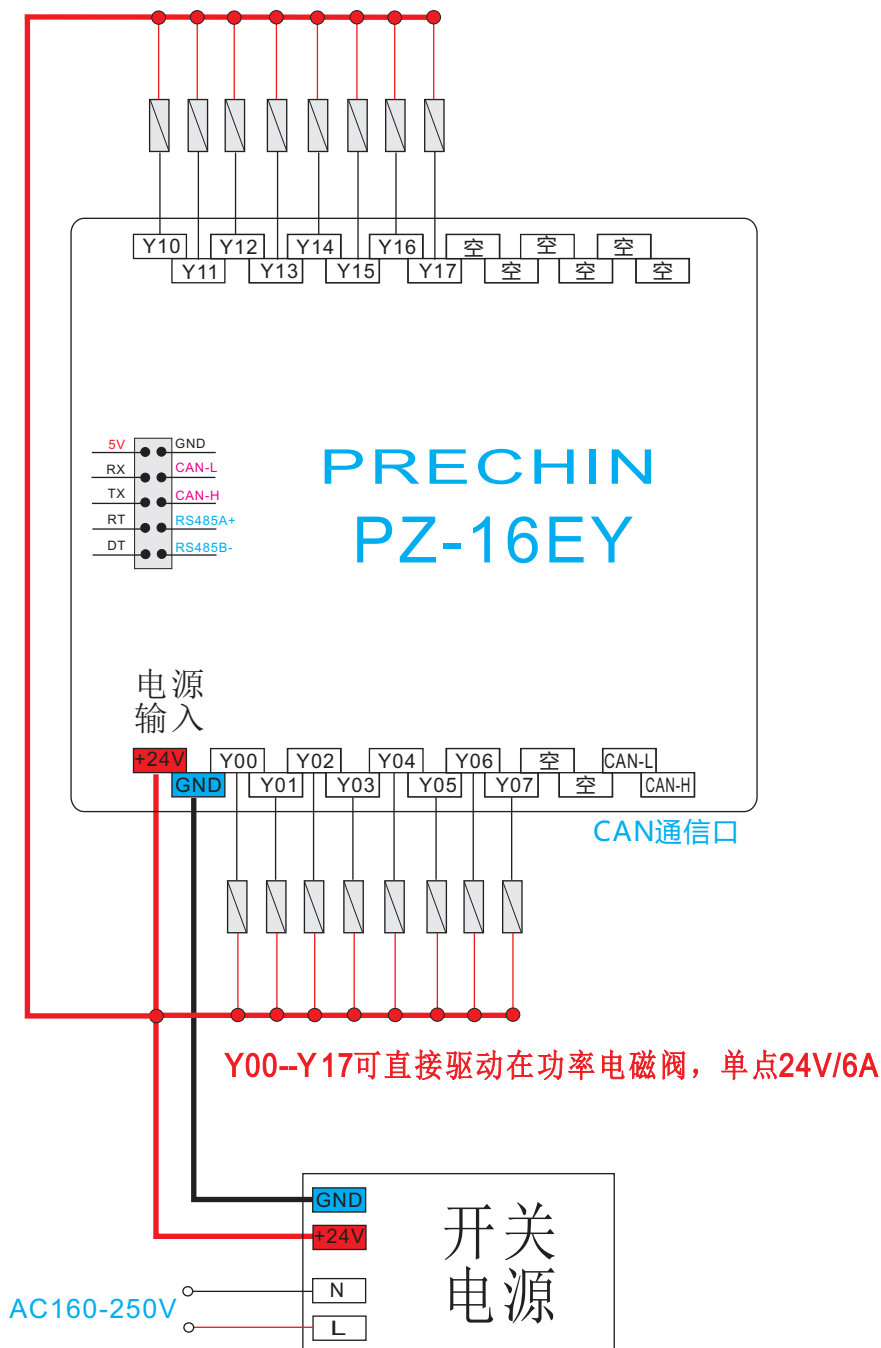 Y10 Y12 Y14 Y16 空 空 空
Y11 Y13 Y15 Y17 空 空 空
5V GND
RX CAN-L
TX CAN-H
RT RS485A+
DT RS485B-
PRECHIN
PZ-16EY
电源
输入
+24V Y00 Y02 Y04 Y06 空 CAN-L
GND Y01 Y03 Y05 Y07 空 CAN-H
CAN通信口
Y00--Y17可直接驱动在功率电磁阀，单点24V/6A
GND
+24V
开关
电源
N
AC160-250V
L